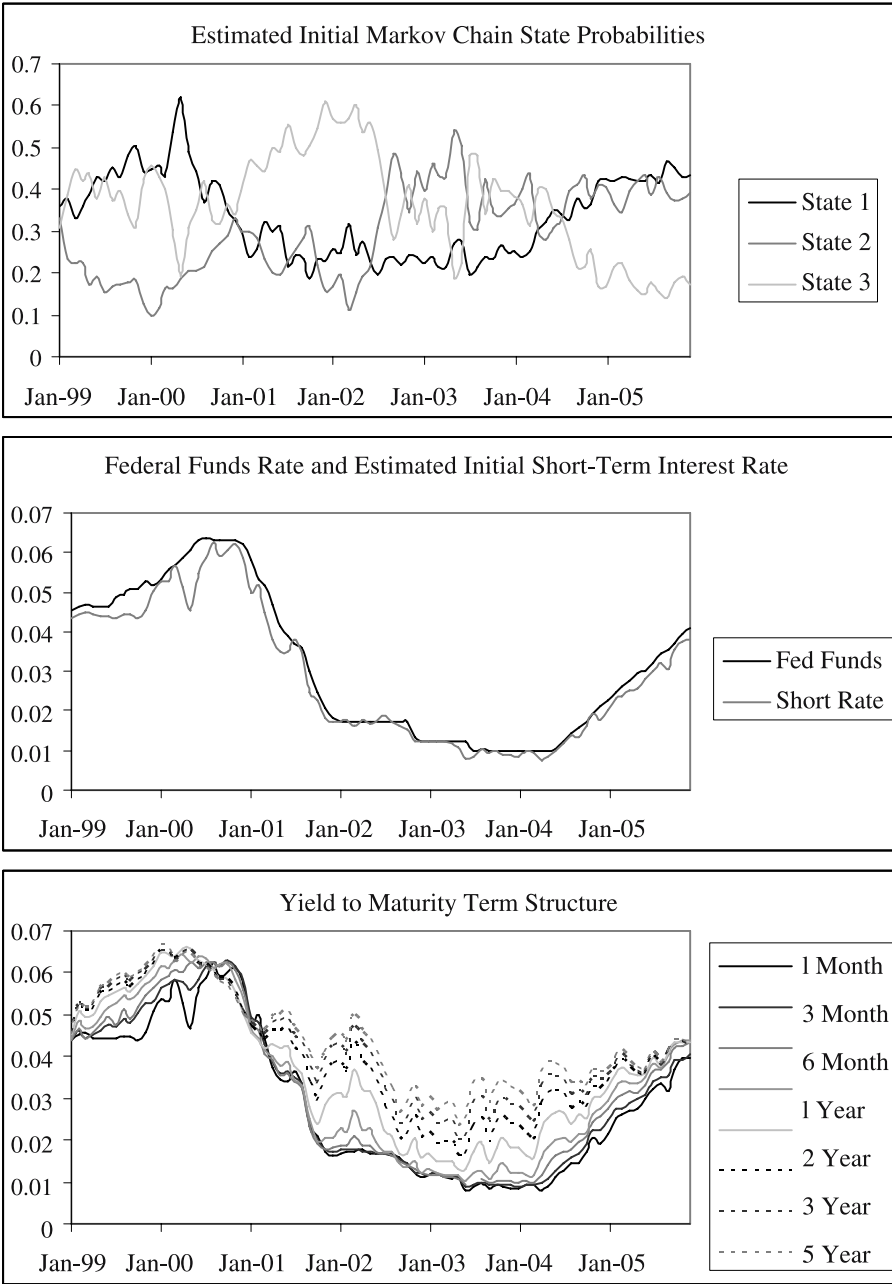 Estimated Initial Markov Chain State Probabilities
0.7
0.6
0.5
0.4
0.3
0.2
0.1
0
Jan-99 Jan-00 Jan-01 Jan-02 Jan-03 Jan-04 Jan-05
State 1
State 2
State 3
Federal Funds Rate and Estimated Initial Short-Term Interest Rate
0.07
0.06
0.05
0.04
0.03
0.02
0.01
0
Jan-99 Jan-00 Jan-01 Jan-02 Jan-03 Jan-04 Jan-05
Fed Funds
Short Rate
Yield to Maturity Term Structure
0.07
0.06
0.05
0.04
0.03
0.02
0.01
0
Jan-99 Jan-00 Jan-01 Jan-02 Jan-03 Jan-04 Jan-05
1 Month
3 Month
6 Month
1 Year
2 Year
3 Year
5 Year